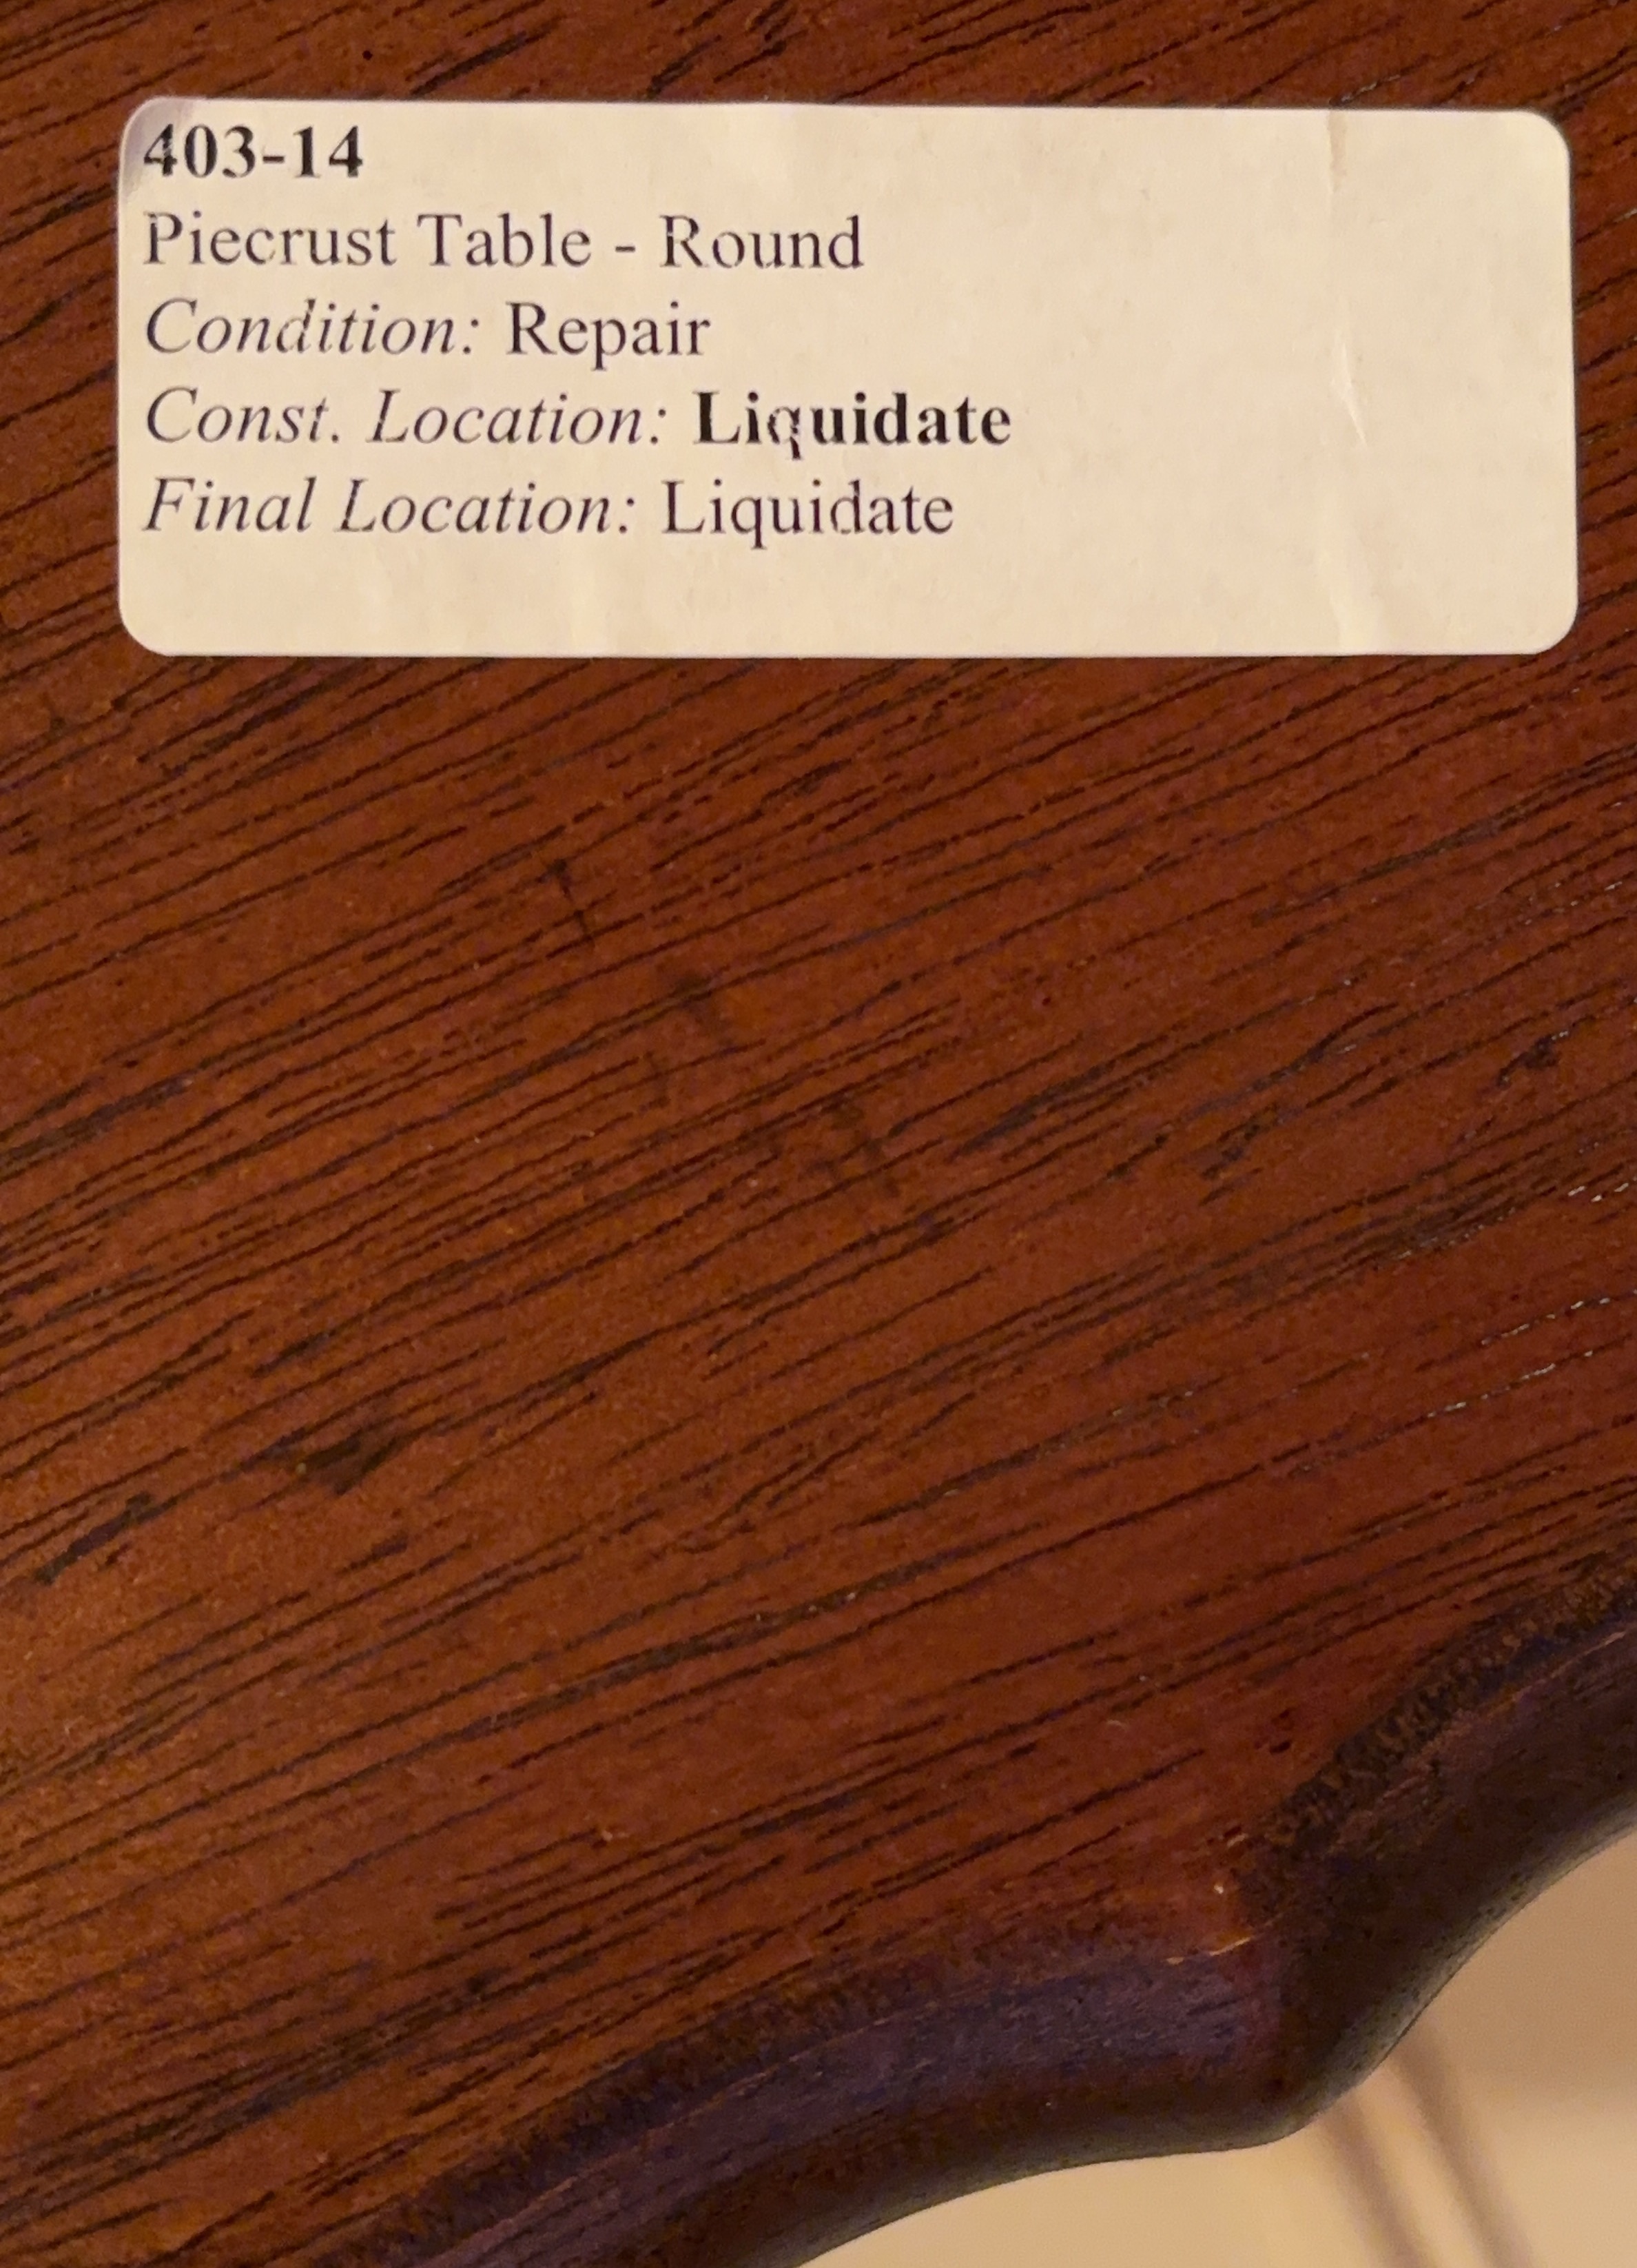 403-14
Piecrust Table - Round
Condition: Repair
Const. Location: Liquidate
Final Location: Liquidate